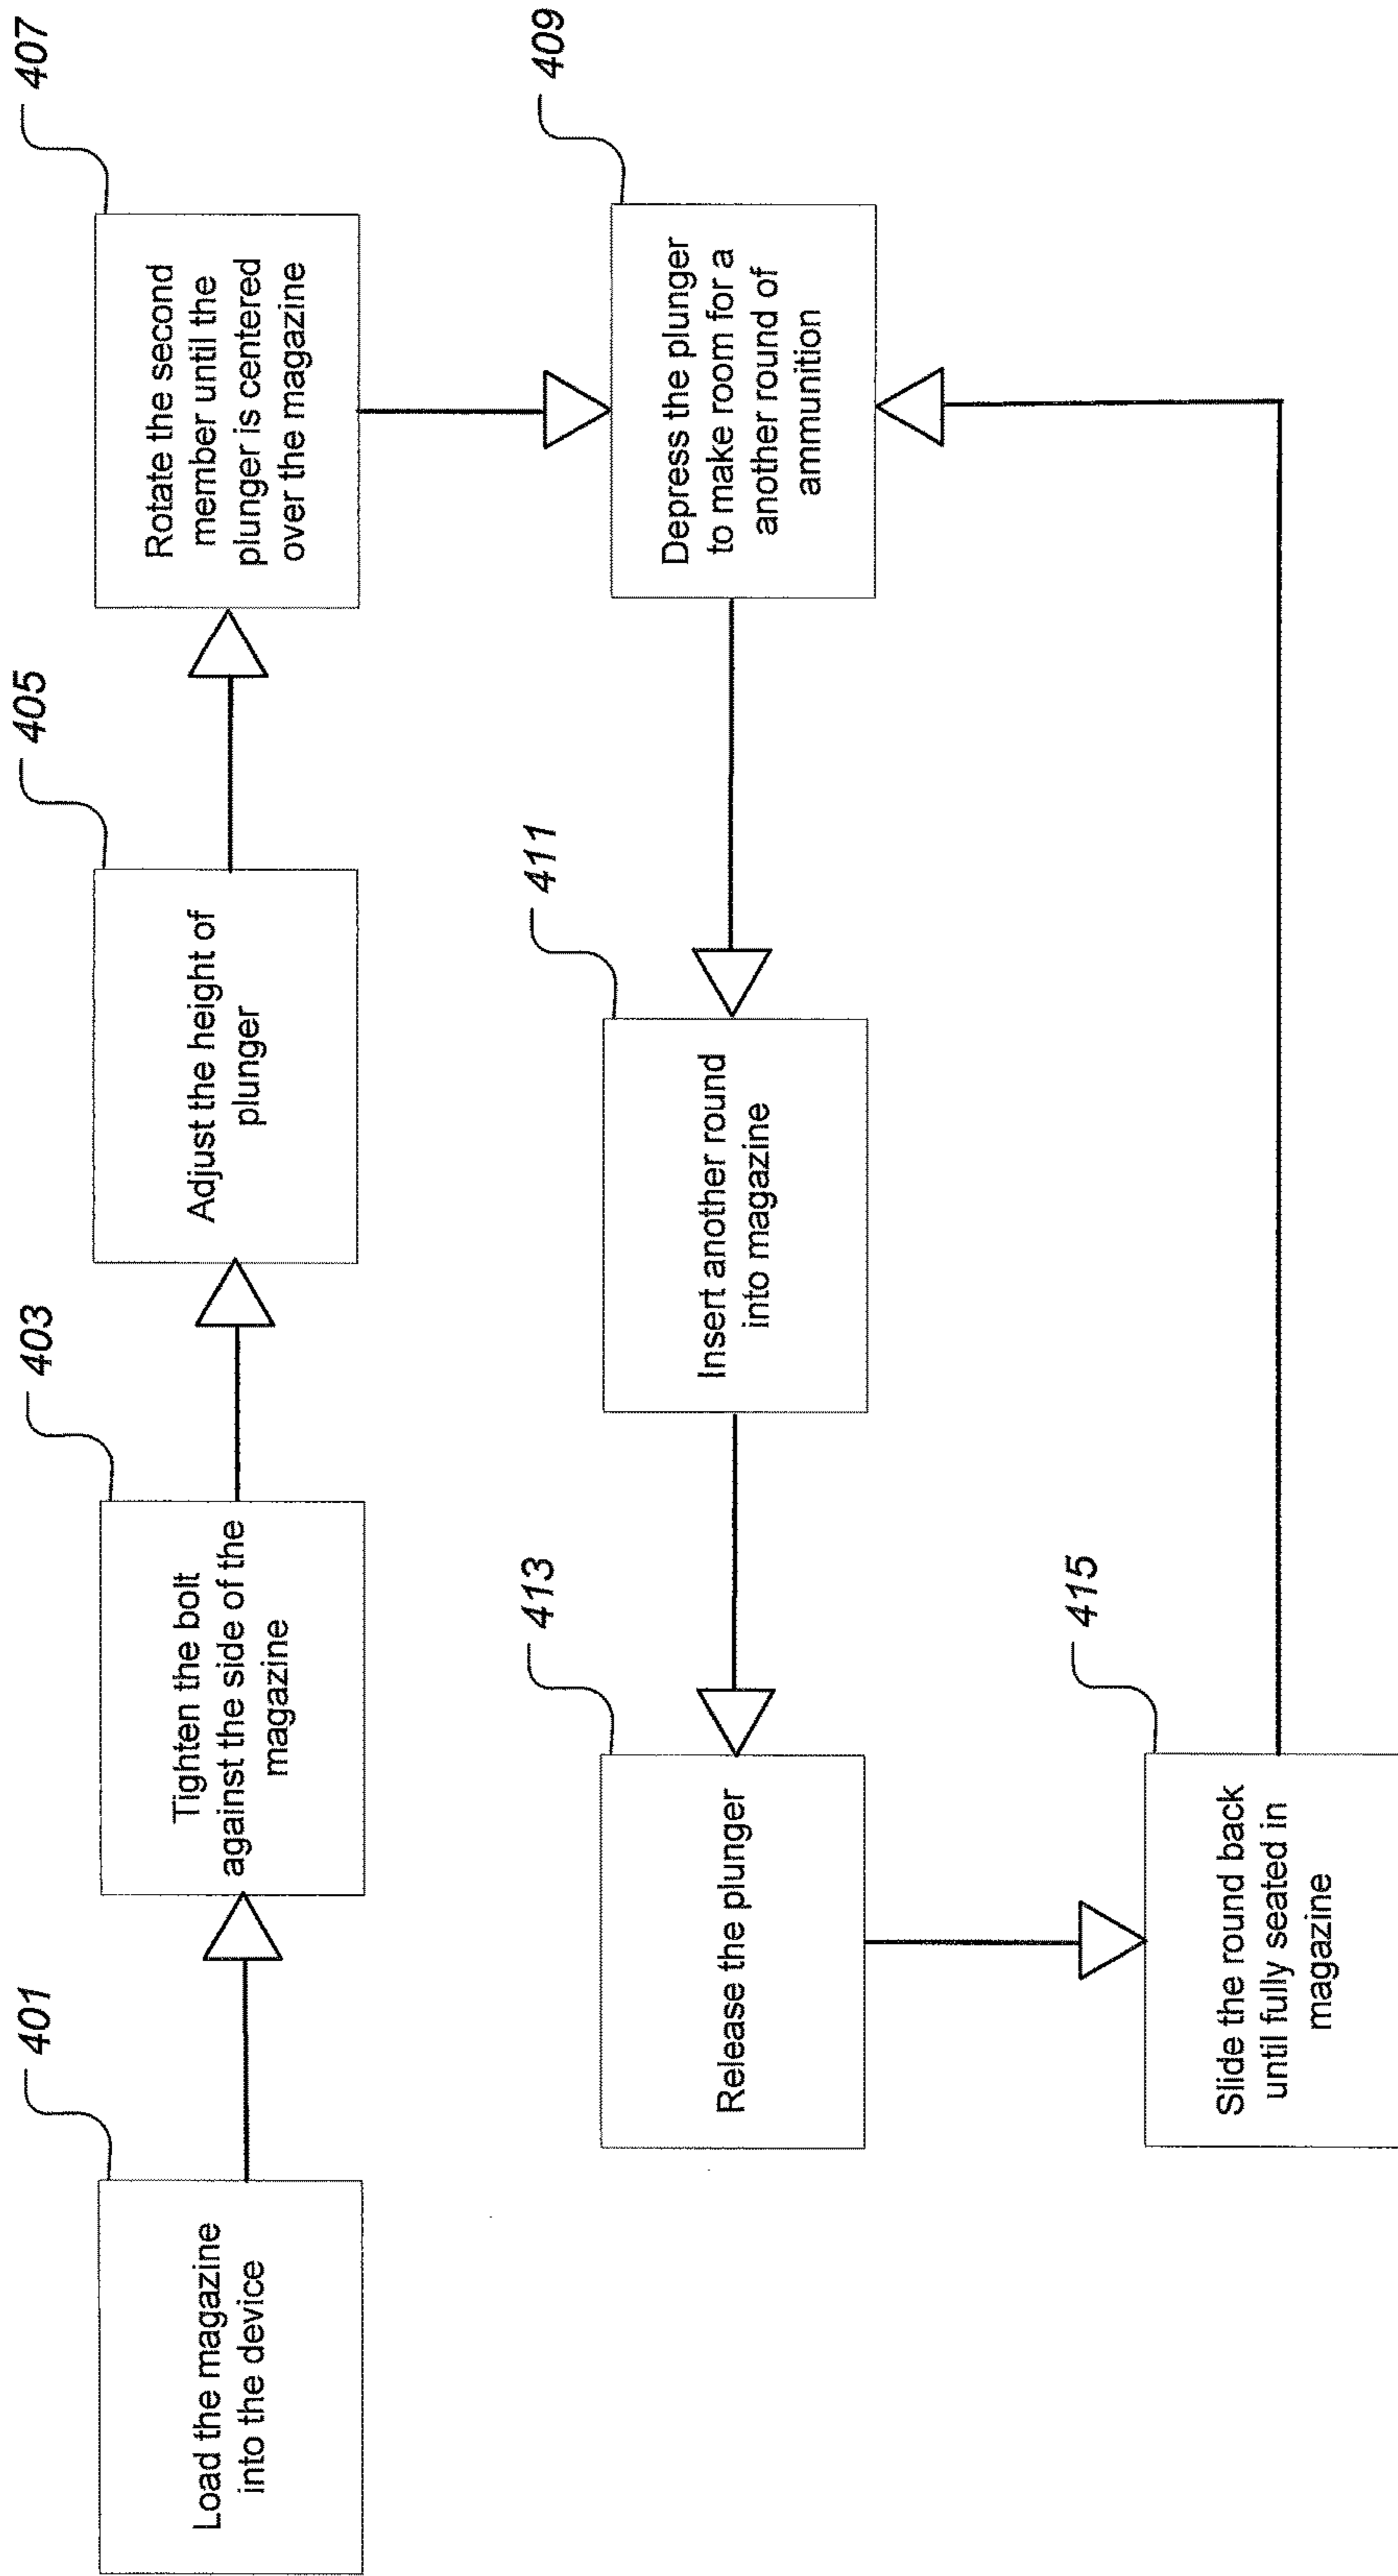 401
Load the magazine
into the device
403
Tighten the bolt
against the side of the
magazine
405
Adjust the height of
plunger
407
Rotate the second
member until the
plunger is centered
over the magazine
409
Depress the plunger
to make room for a
another round of
ammunition
411
Insert another round
into magazine
413
Release the plunger
415
Slide the round back
until fully seated in
magazine